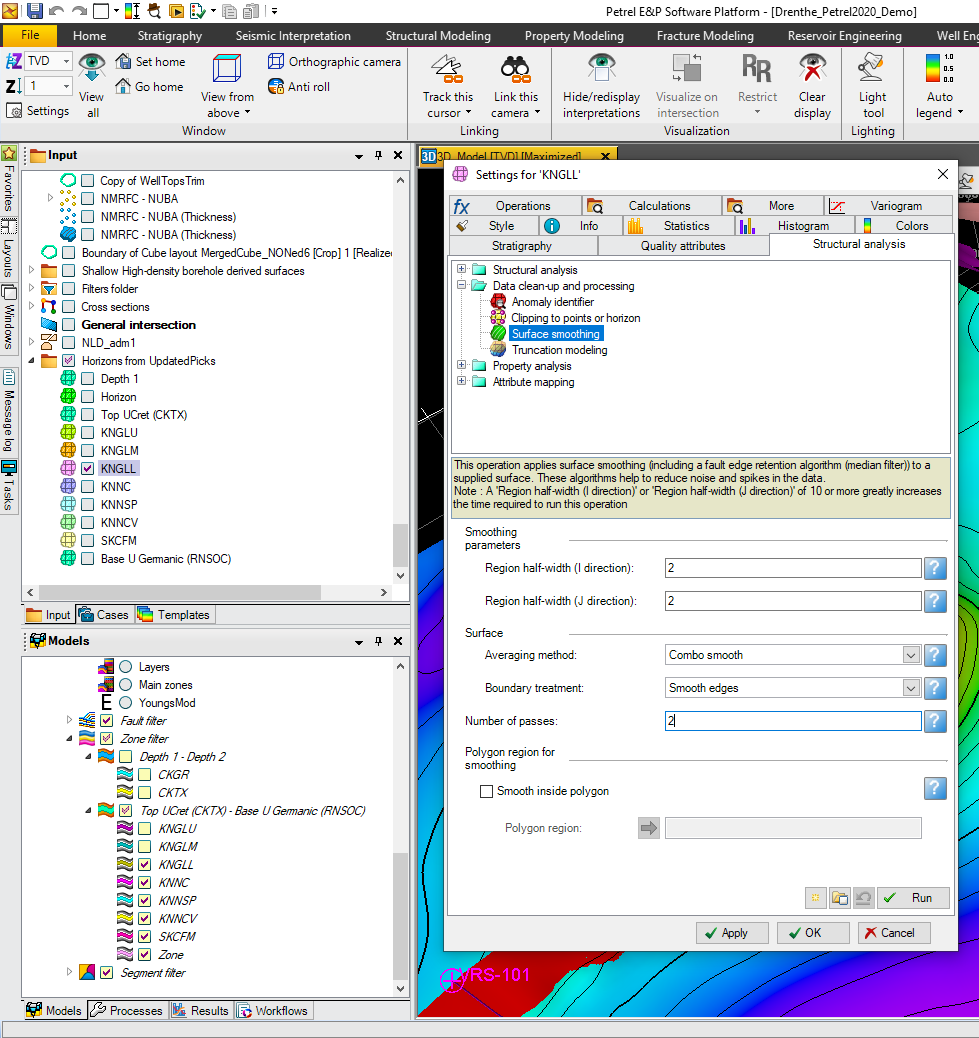 Petrel E&P Software Platform - [Drenthe_Petrel2020_Demo]
File Home Stratigraphy Seismic Interpretation Structural Modeling Property Modeling Fracture Modeling Reservoir Engineering Well En
TVD
1
Settings
View all
Set home
Go home
View from above
Orthographic camera
Anti roll
Window
Track this cursor
Link this camera
Linking
Hide/redisplay interpretations
Visualize on intersection
Restrict
Clear display
Visualization
Light tool
Lighting
1.0
0.5
0.0
Auto legend
Favorites
Layouts
Windows
Message log
Tasks
Input
Copy of WellTopsTrim
NMRFC - NUBA
NMRFC - NUBA (Thickness)
NMRFC - NUBA (Thickness)
Boundary of Cube layout MergedCube_NONed6 [Crop] 1 [Realize
Shallow High-density borehole derived surfaces
Filters folder
Cross sections
General intersection
NLD_adm1
Horizons from UpdatedPicks
Depth 1
Horizon
Top UCret (CKTX)
KNGLU
KNGLM
KNGLL
KNNC
KNNSP
KNNCV
SKCFM
Base U Germanic (RNSOC)
Input Cases Templates
Models
Layers
Main zones
E YoungsMod
Fault filter
Zone filter
Depth 1 - Depth 2
CKGR
CKTX
Top UCret (CKTX) - Base U Germanic (RNSOC)
KNGLU
KNGLM
KNGLL
KNNC
KNNSP
KNNCV
SKCFM
Zone
Segment filter
Models Processes Results Workflows
3D 3D_Model [TVD] [Maximized]
Settings for 'KNGLL'
Operations Calculations More Variogram
Style Info Statistics Histogram Colors
Stratigraphy Quality attributes Structural analysis
Structural analysis
Data clean-up and processing
Anomaly identifier
Clipping to points or horizon
Surface smoothing
Truncation modeling
Property analysis
Attribute mapping
This operation applies surface smoothing (including a fault edge retention algorithm (median filter)) to a
supplied surface. These algorithms help to reduce noise and spikes in the data.
Note : A 'Region half-width (I direction)' or 'Region half-width (J direction)' of 10 or more greatly increases
the time required to run this operation
Smoothing
parameters
Region half-width (I direction): 2
Region half-width (J direction): 2
Surface
Averaging method: Combo smooth
Boundary treatment: Smooth edges
Number of passes: 2
Polygon region for
smoothing
Smooth inside polygon
Polygon region:
Run
Apply OK Cancel
VRS-101